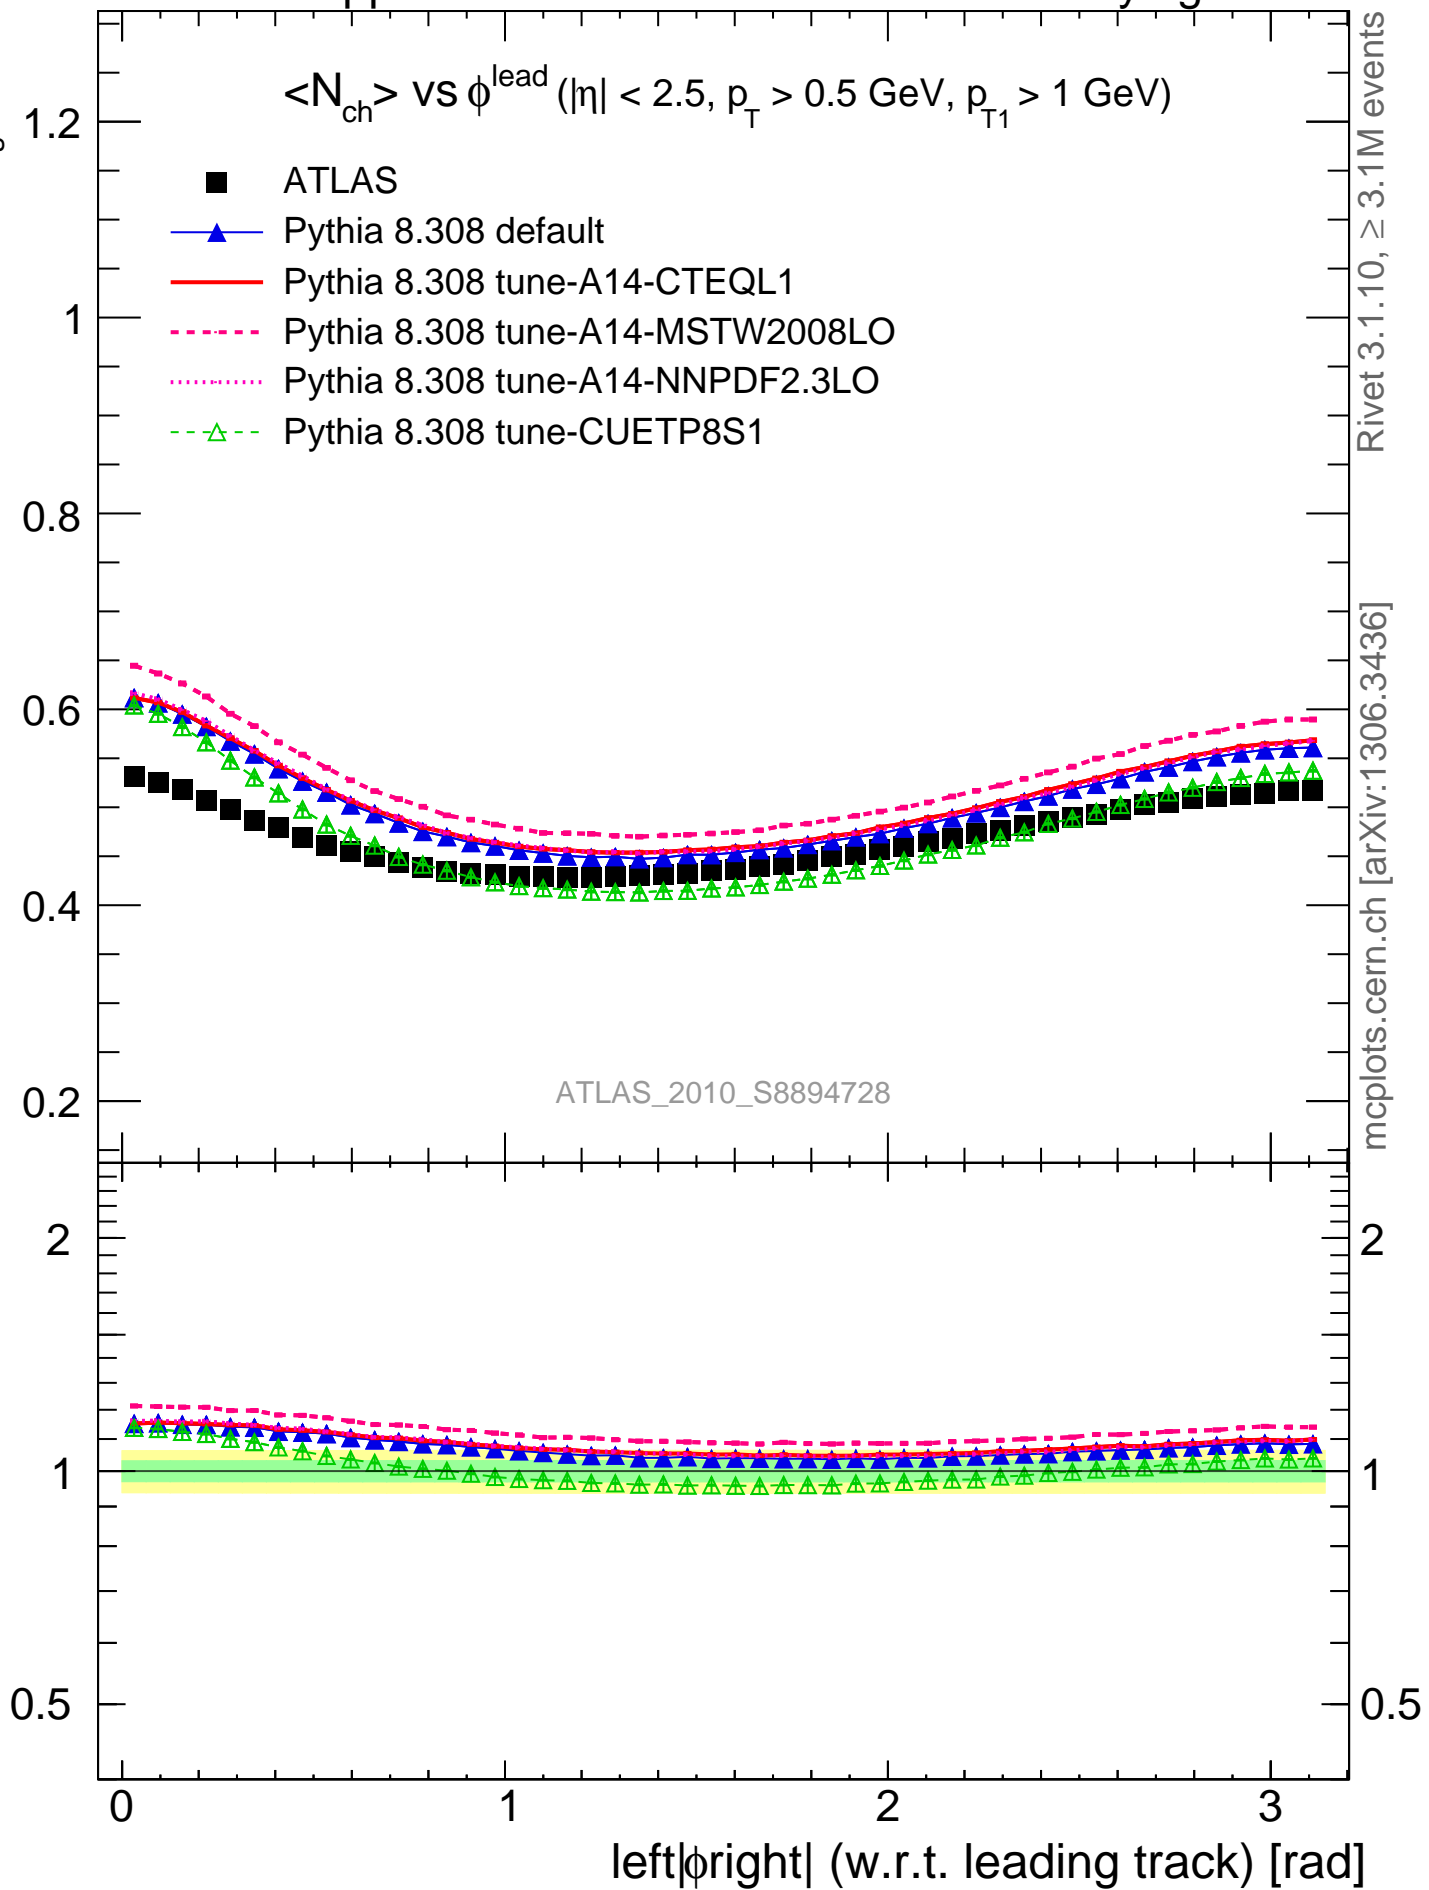 <N_ch> vs ϕ^lead (|η| < 2.5, p_T > 0.5 GeV, p_T1 > 1 GeV)
ATLAS
Pythia 8.308 default
Pythia 8.308 tune-A14-CTEQL1
Pythia 8.308 tune-A14-MSTW2008LO
Pythia 8.308 tune-A14-NNPDF2.3LO
Pythia 8.308 tune-CUETP8S1
1.2
1
0.8
0.6
0.4
0.2
ATLAS_2010_S8894728
Rivet 3.1.10, ≥ 3.1M events
mcplots.cern.ch [arXiv:1306.3436]
2
1
0.5
2
1
0.5
0 1 2 3
left|ϕright| (w.r.t. leading track) [rad]